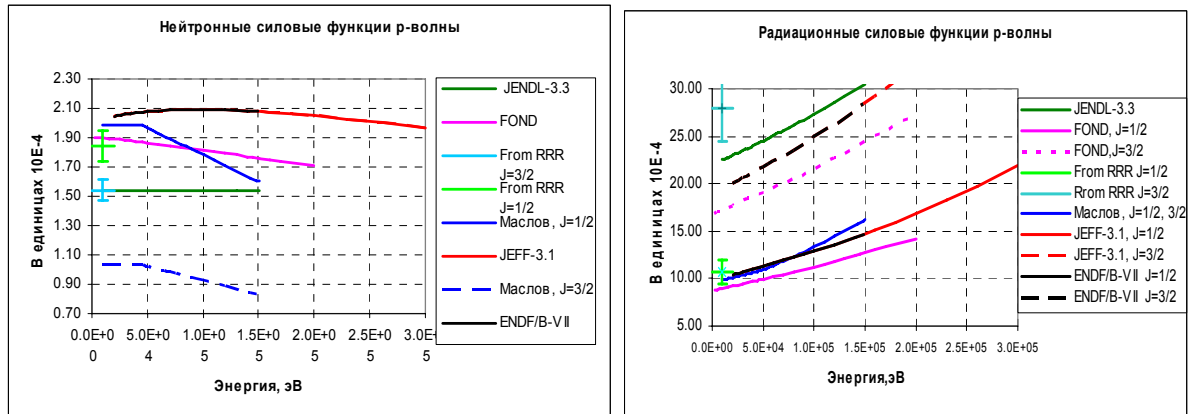 Нейтронные силовые функции р-волны
В единицах 10Е-4
2.30
2.10
1.90
1.70
1.50
1.30
1.10
0.90
0.70
0.0E+0
0
5.0E+0
4
1.0E+0
5
1.5E+0
5
2.0E+0
5
2.5E+0
5
3.0E+0
5
Энергия, эВ
JENDL-3.3
FOND
From RRR
J=3/2
From RRR
J=1/2
Маслов, J=1/2
JEFF-3.1
Маслов, J=3/2
ENDF/B-VII
Радиационные силовые функции р-волны
В единицах 10Е-4
30.00
25.00
20.00
15.00
10.00
5.00
0.0E+00
5.0E+04
1.0E+05
1.5E+05
2.0E+05
3.0E+05
Энергия,эВ
JENDL-3.3
FOND, J=1/2
FOND,J=3/2
From RRR J=1/2
Rrom RRR J=3/2
Маслов, J=1/2, 3/2
JEFF-3.1, J=1/2
JEFF-3.1, J=3/2
ENDF/B-VII J=1/2
ENDF/B-VII J=3/2